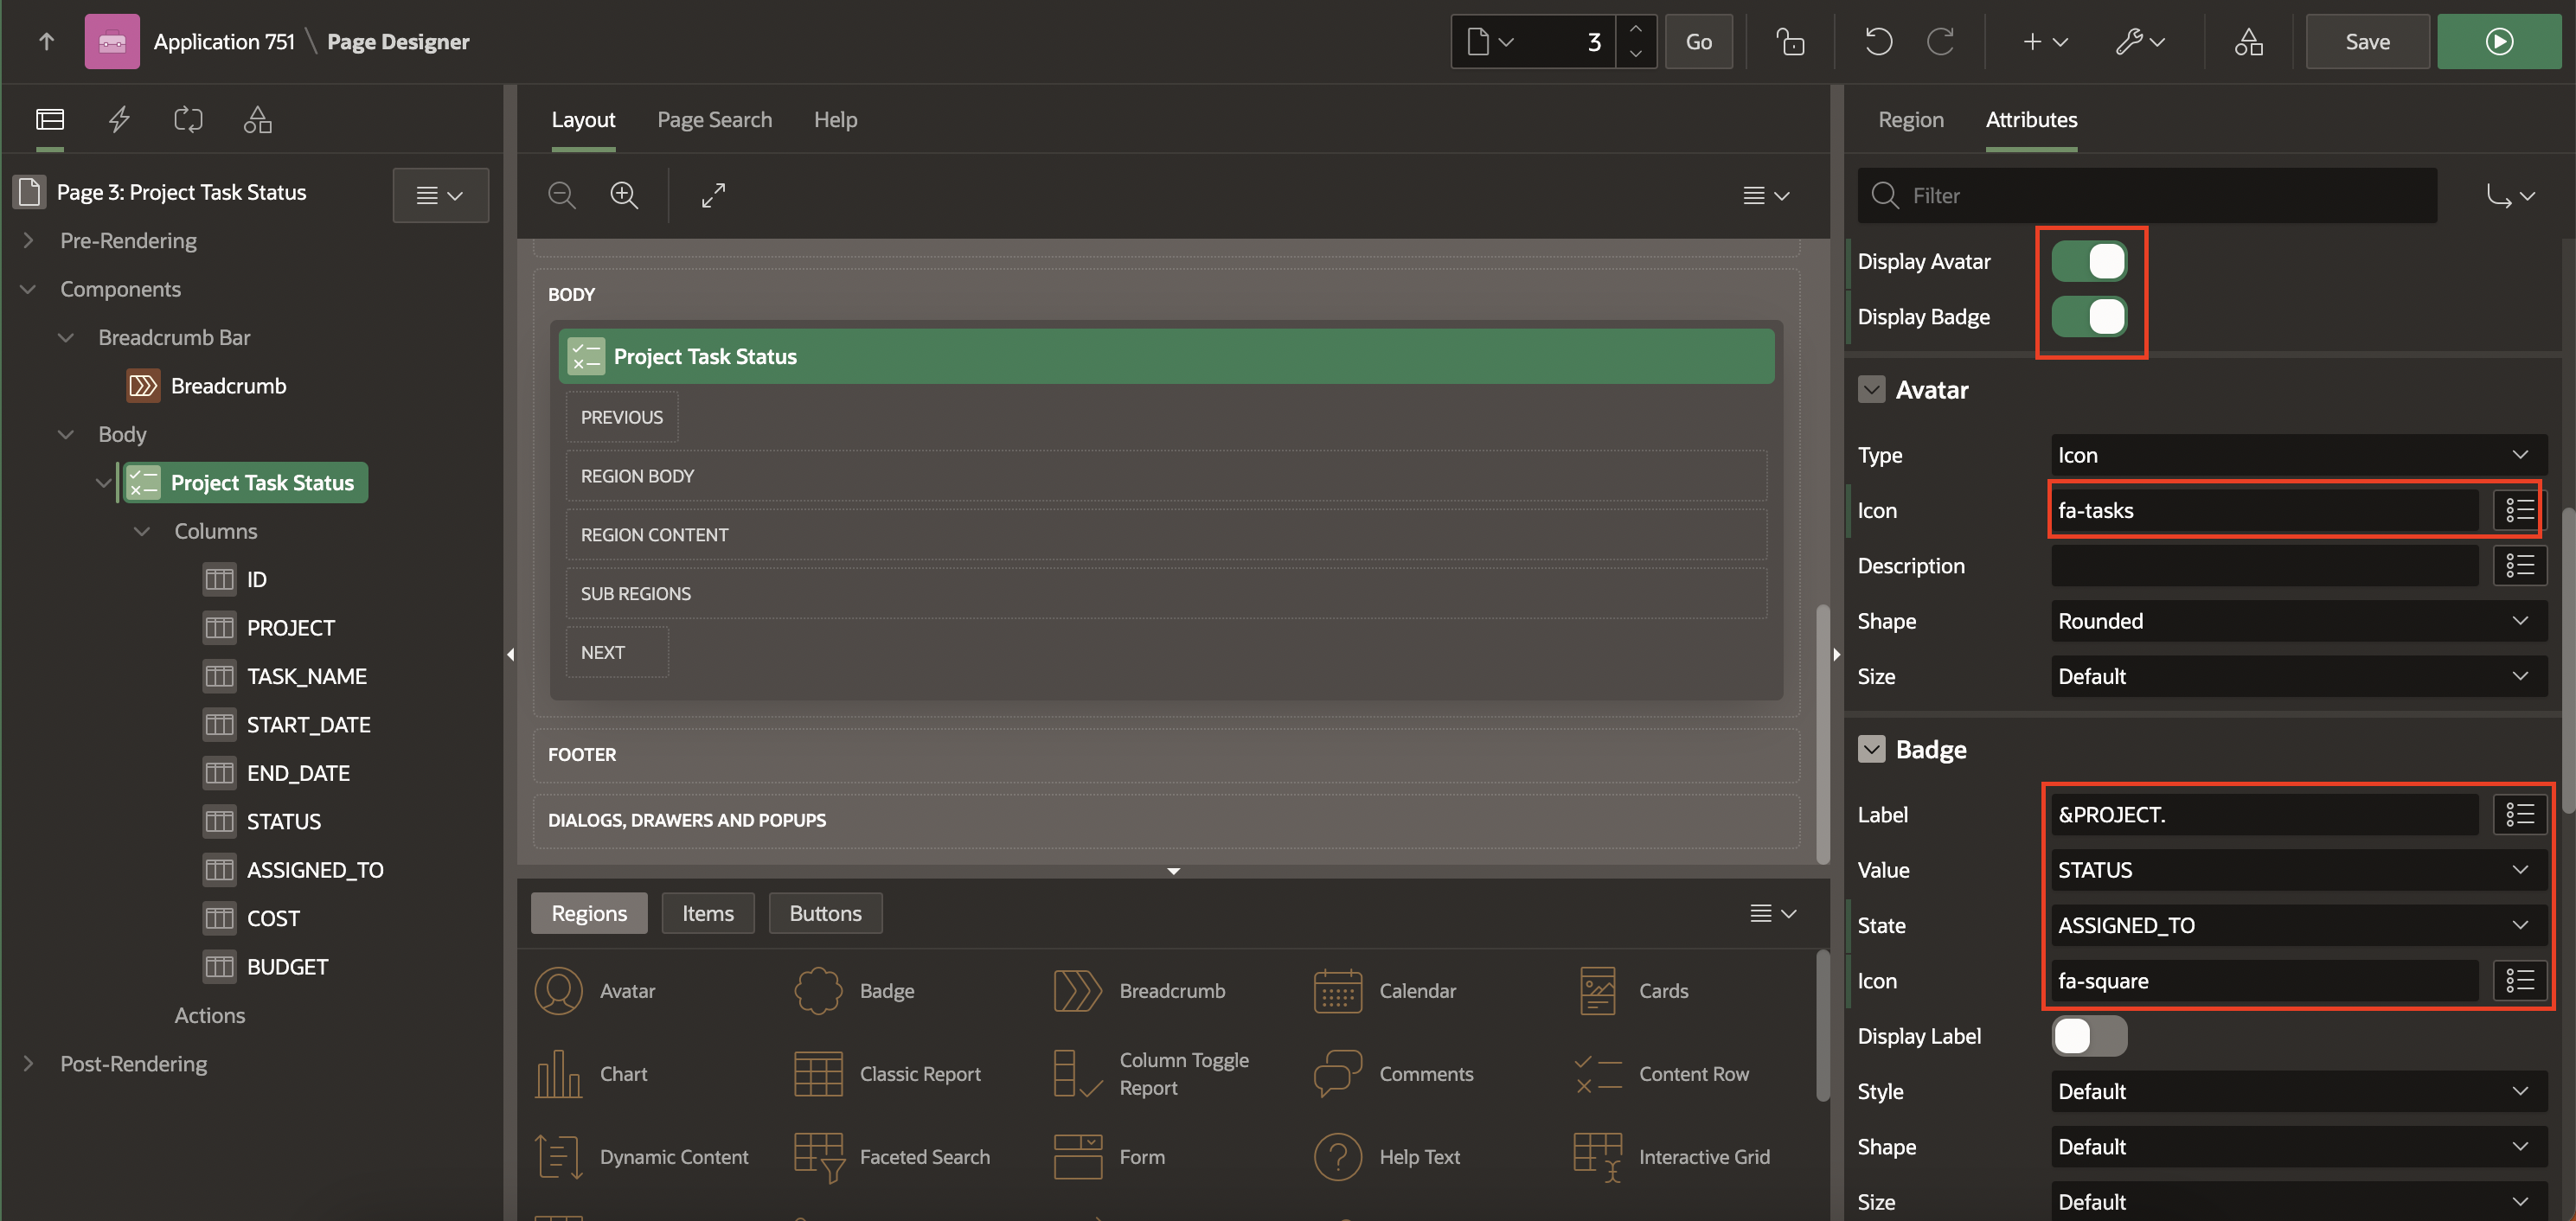 Application 751 \ Page Designer
3
Go
Save
Page 3: Project Task Status
Pre-Rendering
Components
Breadcrumb Bar
Breadcrumb
Body
Project Task Status
Columns
ID
PROJECT
TASK_NAME
START_DATE
END_DATE
STATUS
ASSIGNED_TO
COST
BUDGET
Actions
Post-Rendering
Layout Page Search Help
BODY
Project Task Status
PREVIOUS
REGION BODY
REGION CONTENT
SUB REGIONS
NEXT
FOOTER
DIALOGS, DRAWERS AND POPUPS
Regions Items Buttons
Avatar Badge Breadcrumb Calendar Cards
Chart Classic Report Column Toggle
Report Comments Content Row
Dynamic Content Faceted Search Form Help Text Interactive Grid
Region Attributes
Filter
Display Avatar
Display Badge
Avatar
Type Icon
Icon fa-tasks
Description
Shape Rounded
Size Default
Badge
Label &PROJECT.
Value STATUS
State ASSIGNED_TO
Icon fa-square
Display Label
Style Default
Shape Default
Size Default